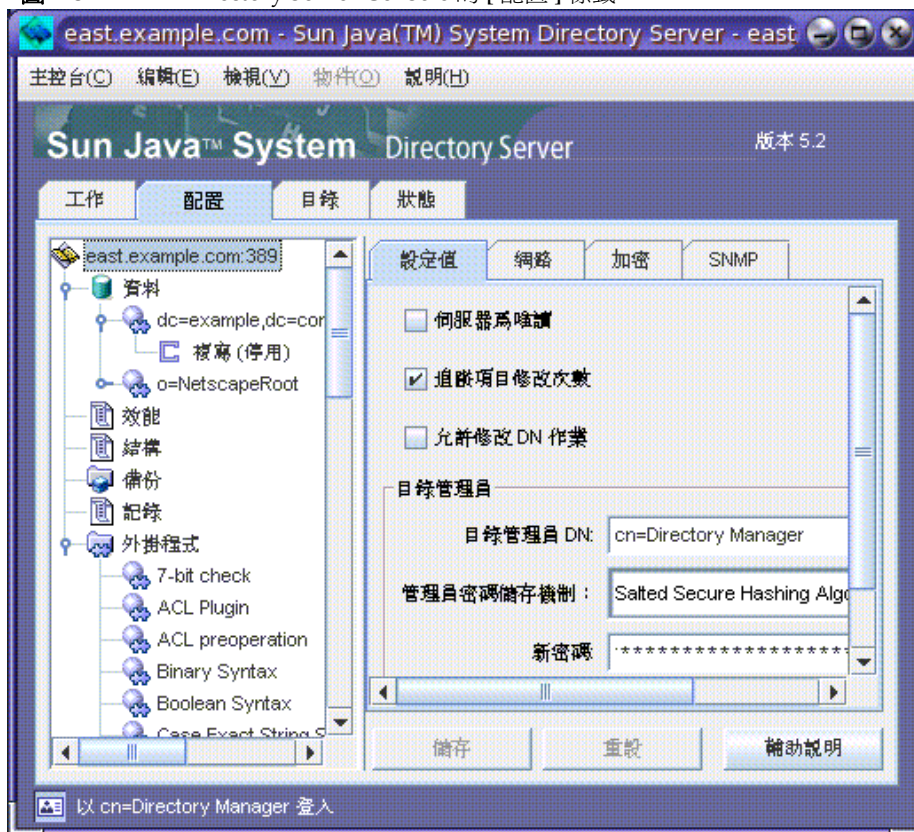 east.example.com - Sun Java(TM) System Directory Server - east
主控台(C) 編輯(E) 檢視(V) 物件(O) 說明(H)
Sun Java™ System Directory Server 版本 5.2
工作 配置 目錄 狀態
east.example.com:389
資料
dc=example,dc=cor
複寫 (停用)
o=NetscapeRoot
效能
結構
備份
記錄
外掛程式
7-bit check
ACL Plugin
ACL preoperation
Binary Syntax
Boolean Syntax
Case Exact String S
設定值 網路 加密 SNMP
伺服器為唯讀
追蹤項目修改次數
允許修改 DN 作業
目錄管理員
目錄管理員 DN: cn=Directory Manager
管理員密碼儲存機制： Salted Secure Hashing Algo
新密碼 ********************
儲存 重設 輔助說明
以 cn=Directory Manager 登入